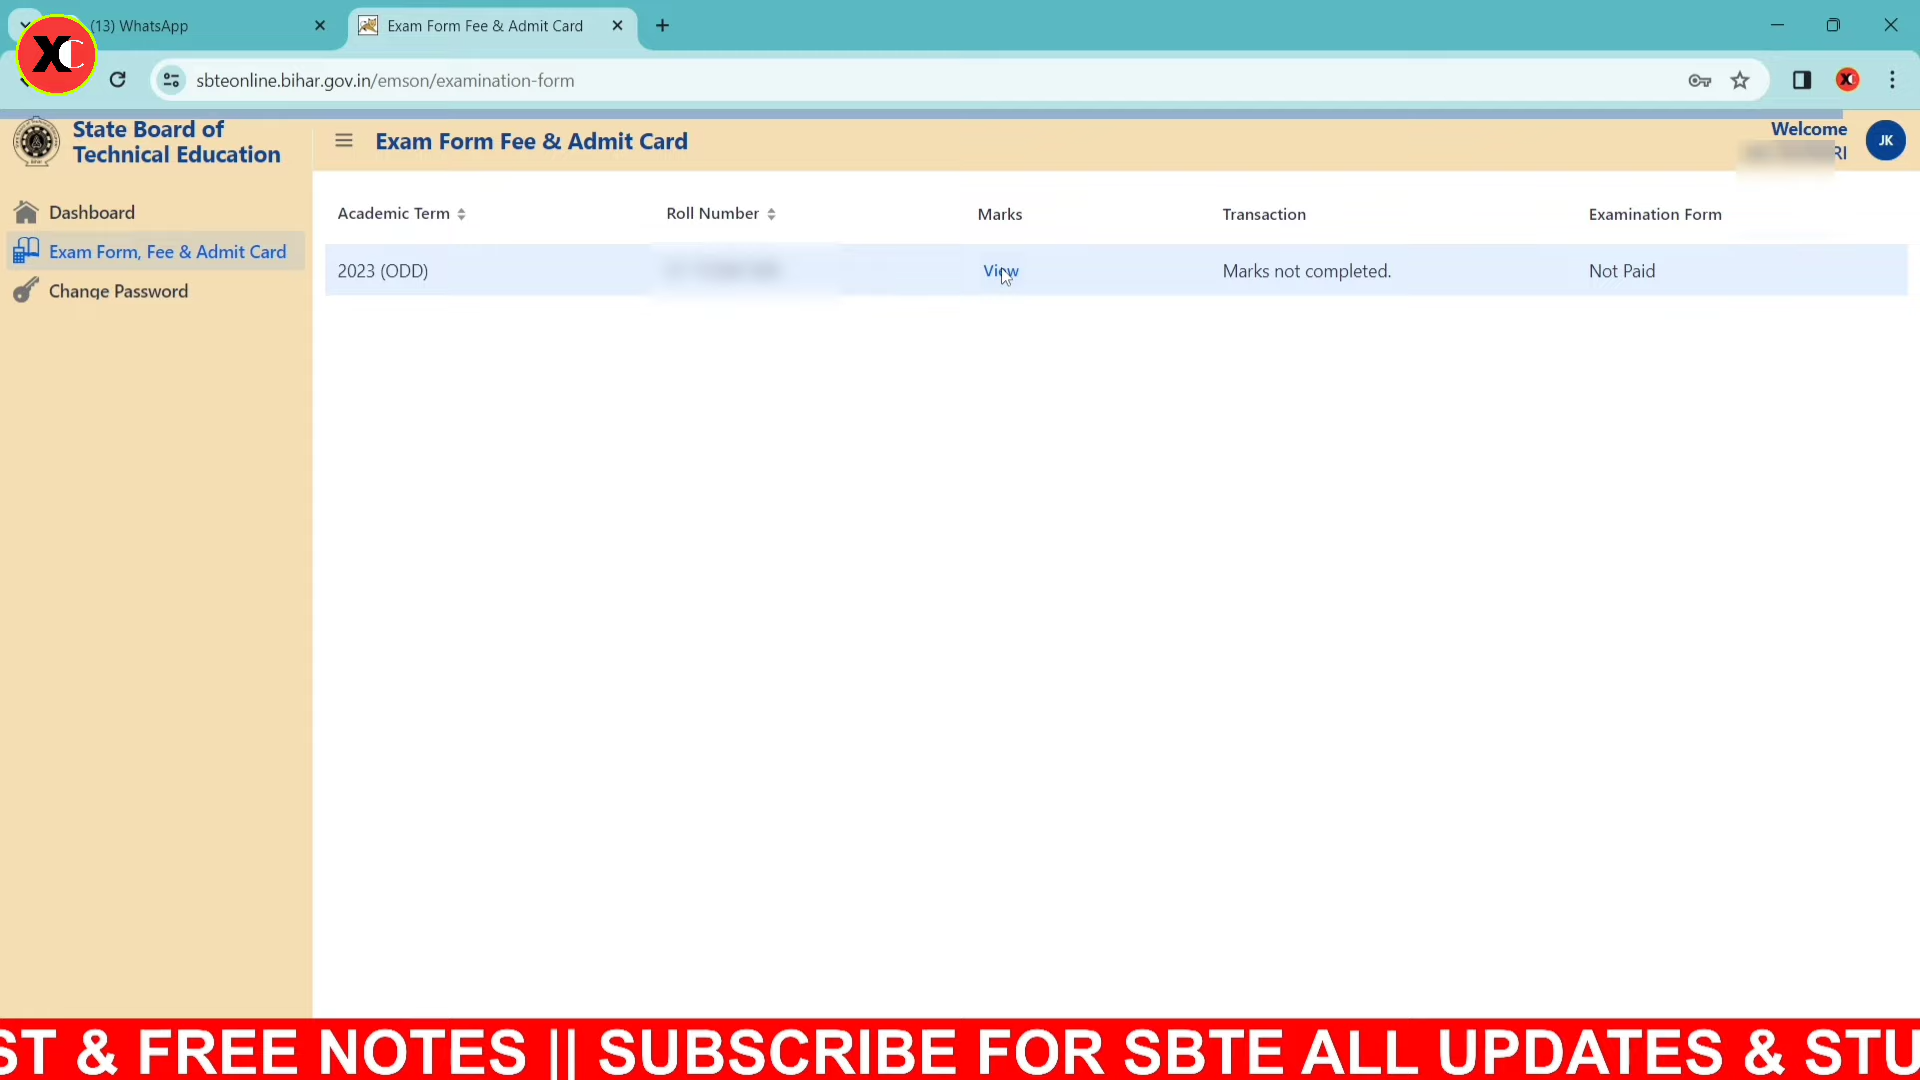 (13) WhatsApp
Exam Form Fee & Admit Card
sbteonline.bihar.gov.in/emson/examination-form
XC
State Board of
Technical Education
Exam Form Fee & Admit Card
Welcome
RI
JK
Dashboard
Exam Form, Fee & Admit Card
Change Password
Academic Term
Roll Number
Marks
Transaction
Examination Form
2023 (ODD)
View
Marks not completed.
Not Paid
ST & FREE NOTES || SUBSCRIBE FOR SBTE ALL UPDATES & STU